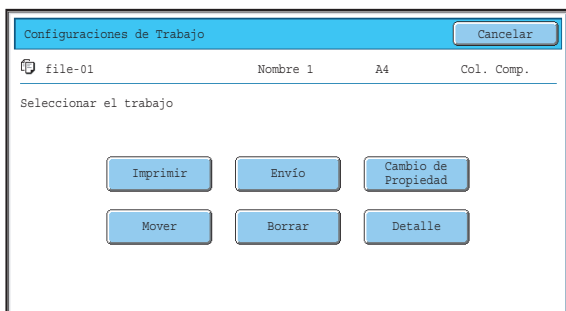 Configuraciones de Trabajo Cancelar
file-01 Nombre 1 A4 Col. Comp.
Seleccionar el trabajo
Imprimir Envío Cambio de
Propiedad
Mover Borrar Detalle